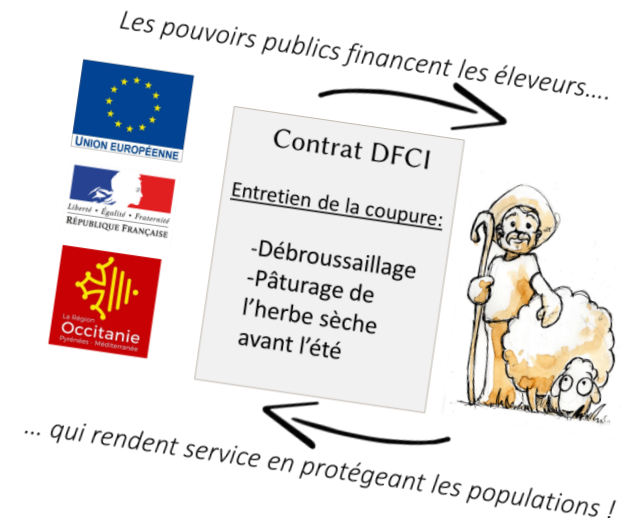 Les pouvoirs publics financent les éleveurs....
UNION EUROPÉENNE
Liberté • Égalité • Fraternité
RÉPUBLIQUE FRANÇAISE
La Région
Occitanie
Pyrénées - Méditerranée
Contrat DFCI
Entretien de la coupure:
-Débroussaillage
-Pâturage de
l’herbe sèche
avant l’été
... qui rendent service en protégeant les populations !